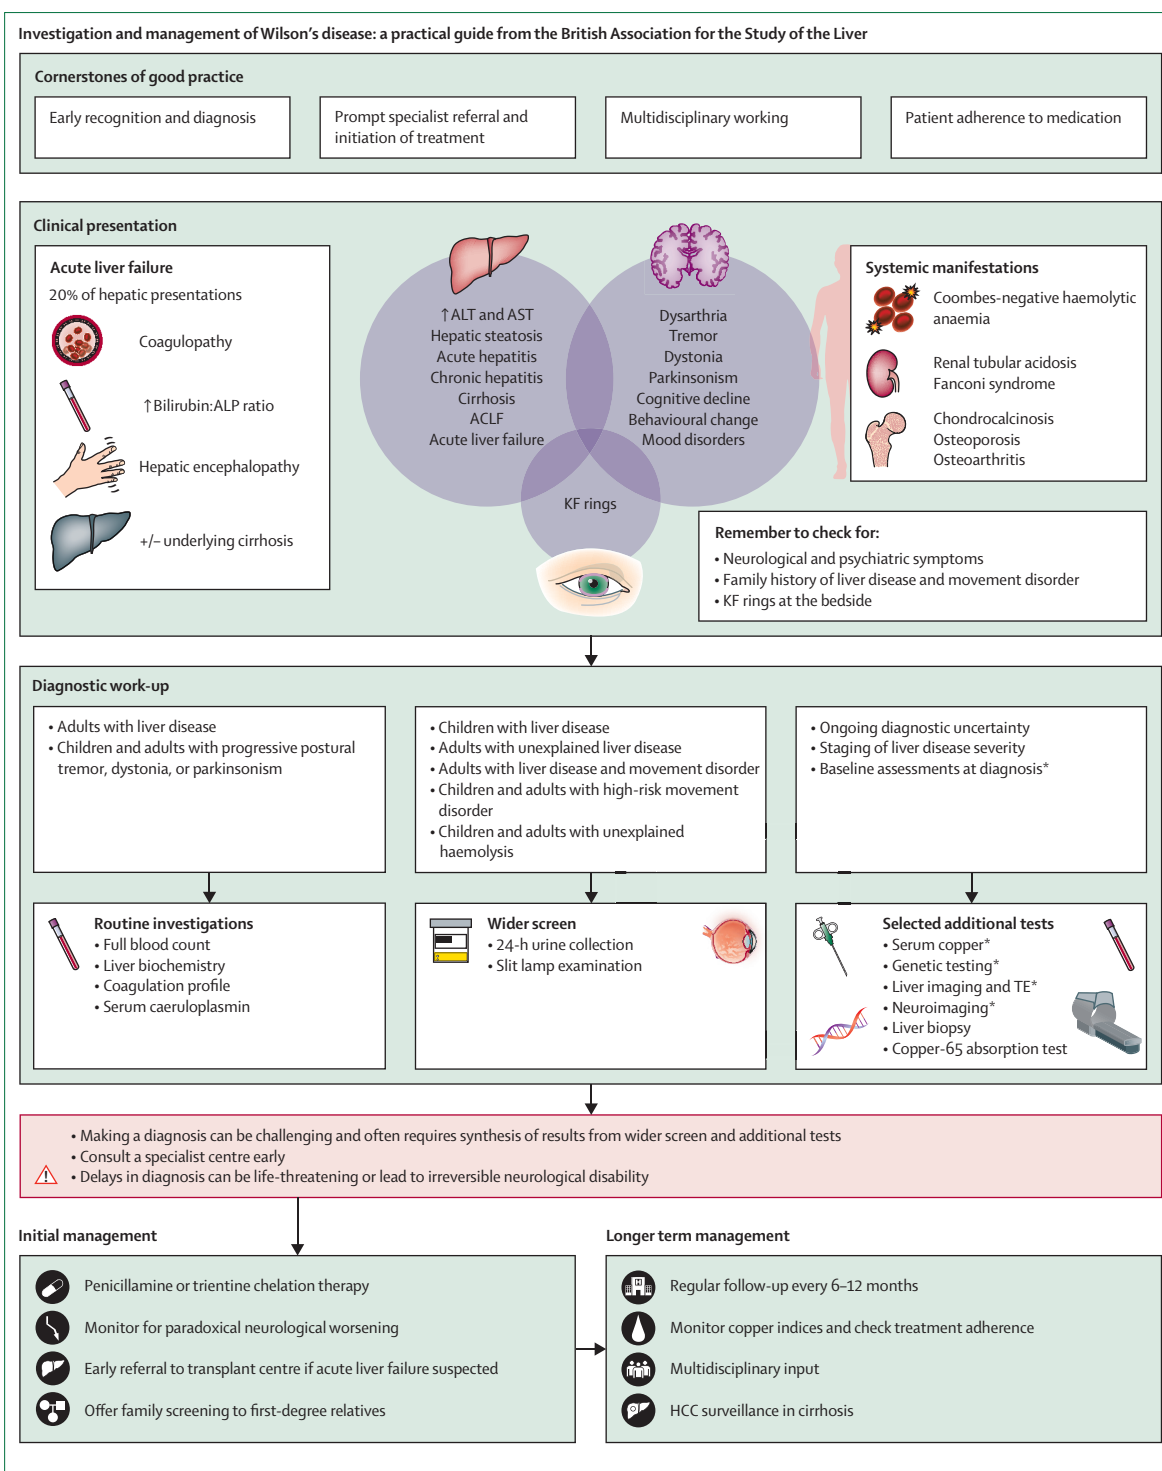 Investigation and management of Wilson's disease: a practical guide from the British Association for the Study of the Liver
Cornerstones of good practice
Early recognition and diagnosis
Prompt specialist referral and
initiation of treatment
Multidisciplinary working
Patient adherence to medication
Clinical presentation
Acute liver failure
20% of hepatic presentations
Coagulopathy
↑Bilirubin:ALP ratio
Hepatic encephalopathy
+/– underlying cirrhosis
↑ALT and AST
Hepatic steatosis
Acute hepatitis
Chronic hepatitis
Cirrhosis
ACLF
Acute liver failure
Dysarthria
Tremor
Dystonia
Parkinsonism
Cognitive decline
Behavioural change
Mood disorders
KF rings
Systemic manifestations
Coombes-negative haemolytic
anaemia
Renal tubular acidosis
Fanconi syndrome
Chondrocalcinosis
Osteoporosis
Osteoarthritis
Remember to check for:
• Neurological and psychiatric symptoms
• Family history of liver disease and movement disorder
• KF rings at the bedside
Diagnostic work-up
• Adults with liver disease
• Children and adults with progressive postural
tremor, dystonia, or parkinsonism
• Children with liver disease
• Adults with unexplained liver disease
• Adults with liver disease and movement disorder
• Children and adults with high-risk movement
disorder
• Children and adults with unexplained
haemolysis
• Ongoing diagnostic uncertainty
• Staging of liver disease severity
• Baseline assessments at diagnosis*
Routine investigations
• Full blood count
• Liver biochemistry
• Coagulation profile
• Serum caeruloplasmin
Wider screen
• 24-h urine collection
• Slit lamp examination
Selected additional tests
• Serum copper*
• Genetic testing*
• Liver imaging and TE*
• Neuroimaging*
• Liver biopsy
• Copper-65 absorption test
• Making a diagnosis can be challenging and often requires synthesis of results from wider screen and additional tests
• Consult a specialist centre early
• Delays in diagnosis can be life-threatening or lead to irreversible neurological disability
Initial management
Penicillamine or trientine chelation therapy
Monitor for paradoxical neurological worsening
Early referral to transplant centre if acute liver failure suspected
Offer family screening to first-degree relatives
Longer term management
Regular follow-up every 6–12 months
Monitor copper indices and check treatment adherence
Multidisciplinary input
HCC surveillance in cirrhosis